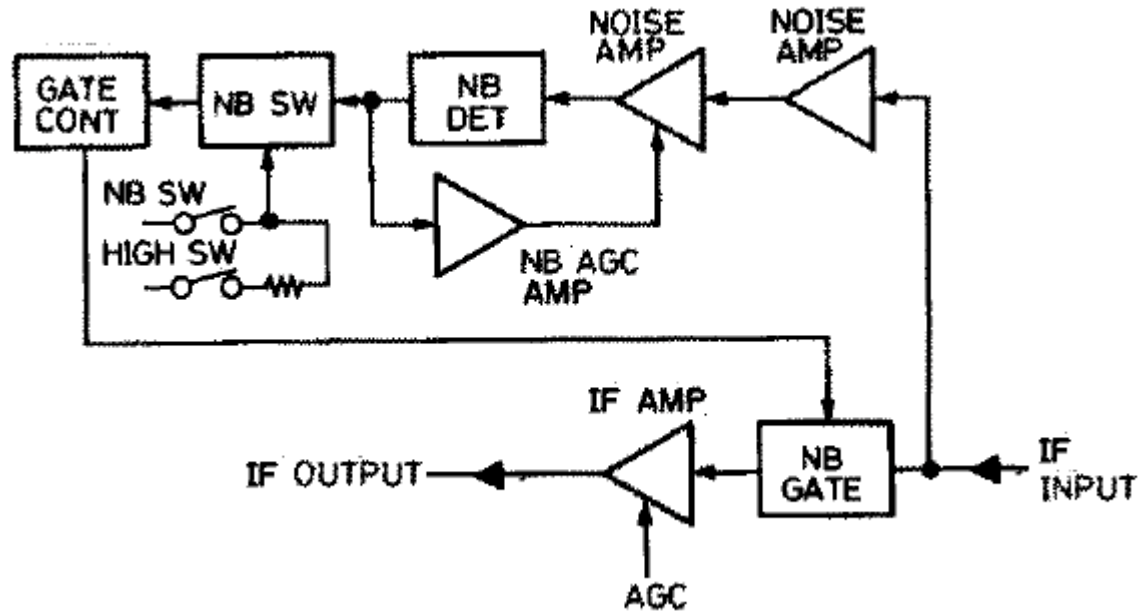 NOISE
AMP
NOISE
AMP
GATE
CONT
NB SW
NB
DET
NB SW
HIGH SW
NB AGC
AMP
IF AMP
IF OUTPUT
NB
GATE
IF
INPUT
AGC